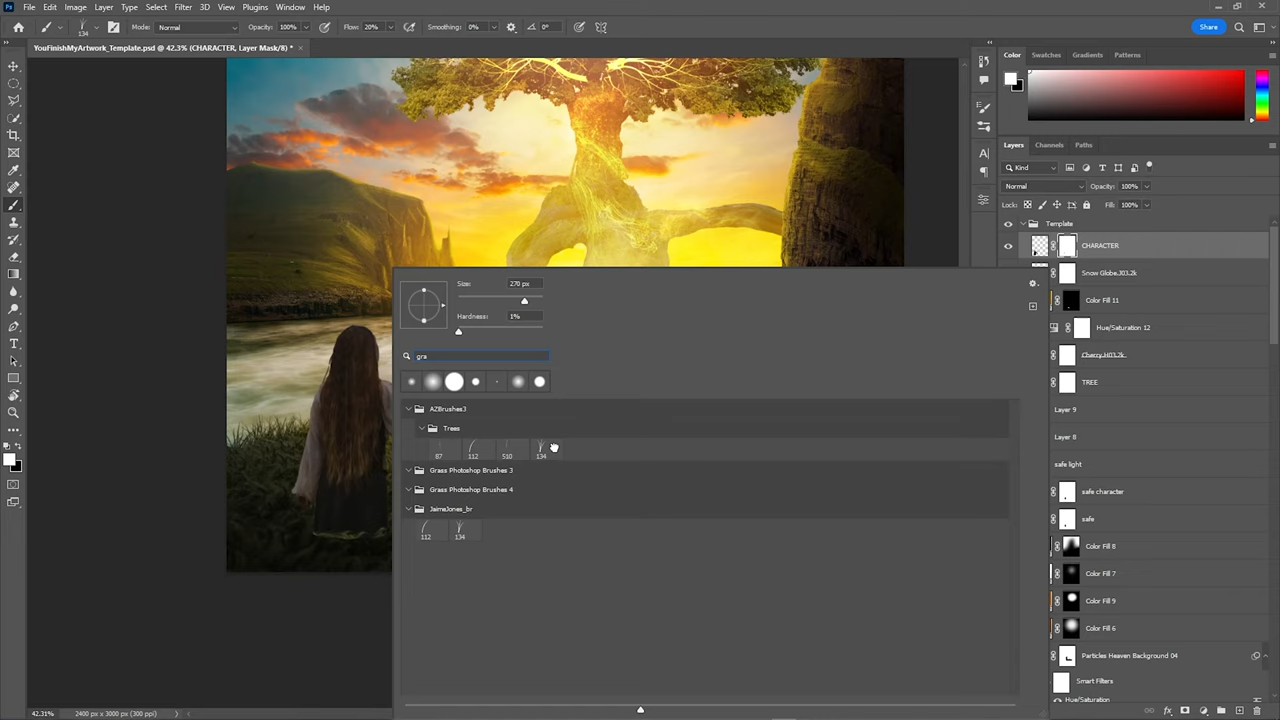 Ps File Edit Image Layer Type Select Filter 3D View Plugins Window Help
134 Mode: Normal Opacity: 100% Flow: 20% Smoothing: 0% 0° Share
YouFinishMyArtwork_Template.psd @ 42.3% (CHARACTER, Layer Mask/8) *
Color Swatches Gradients Patterns
Layers Channels Paths
Kind
Normal Opacity: 100%
Lock: Fill: 100%
Template
CHARACTER
Snow Globe.J03.2k
Color Fill 11
Hue/Saturation 12
Cherry.H03.2k
TREE
Layer 9
Layer 8
safe light
safe character
safe
Color Fill 8
Color Fill 7
Color Fill 9
Color Fill 6
Particles Heaven Background 04
Smart Filters
Hue/Saturation
Size: 270 px
Hardness: 1%
gra
AZBrushes3
Trees
87 112 510 134
Grass Photoshop Brushes 3
Grass Photoshop Brushes 4
JaimeJones_br
112 134
42.31% 2400 px x 3000 px (300 ppi)